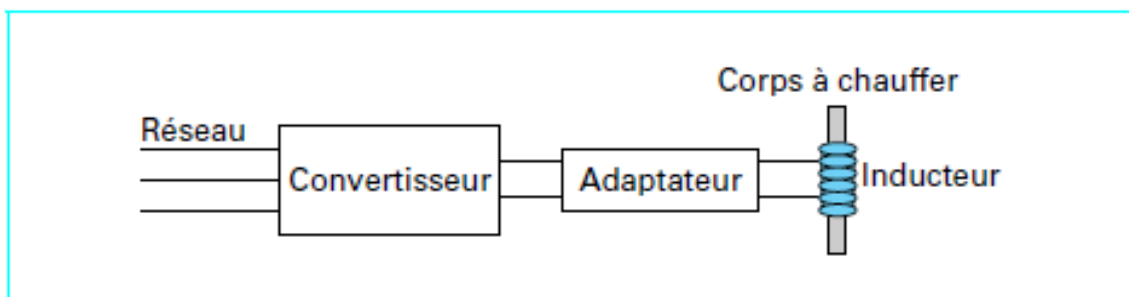 Corps à chauffer
Réseau
Convertisseur
Adaptateur
Inducteur